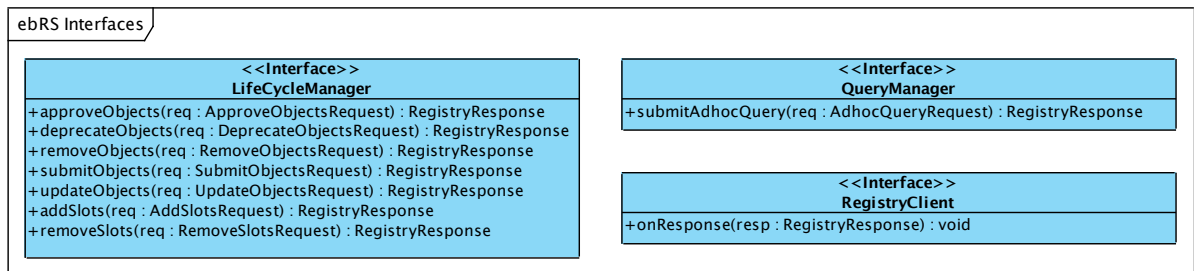 ebRS Interfaces
<<Interface>>
LifeCycleManager
+approveObjects(req : ApproveObjectsRequest) : RegistryResponse
+deprecateObjects(req : DeprecateObjectsRequest) : RegistryResponse
+removeObjects(req : RemoveObjectsRequest) : RegistryResponse
+submitObjects(req : SubmitObjectsRequest) : RegistryResponse
+updateObjects(req : UpdateObjectsRequest) : RegistryResponse
+addSlots(req : AddSlotsRequest) : RegistryResponse
+removeSlots(req : RemoveSlotsRequest) : RegistryResponse
<<Interface>>
QueryManager
+submitAdhocQuery(req : AdhocQueryRequest) : RegistryResponse
<<Interface>>
RegistryClient
+onResponse(resp : RegistryResponse) : void